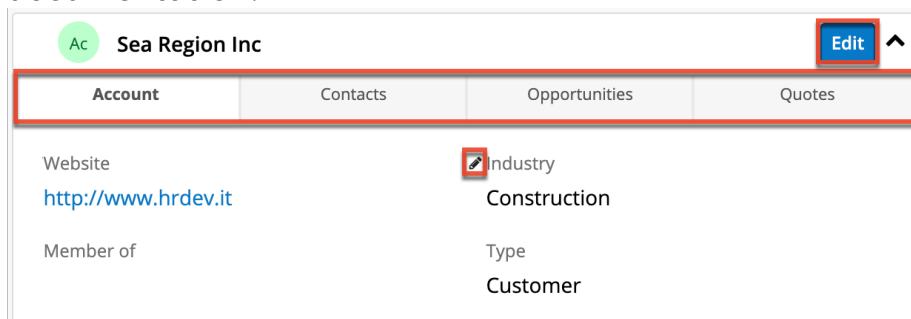 Ac Sea Region Inc Edit
Account Contacts Opportunities Quotes
Website Industry
http://www.hrdev.it Construction
Member of Type
Customer